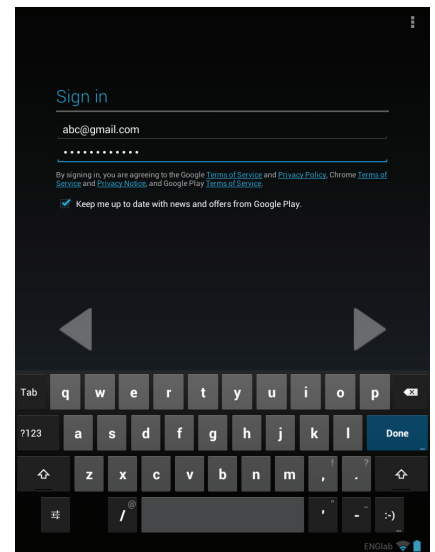 Sign in
abc@gmail.com
••••••••••••
By signing in, you are agreeing to the Google Terms of Service and Privacy Policy, Chrome Terms of
Service and Privacy Notice, and Google Play Terms of Service.
Keep me up to date with news and offers from Google Play.
Tab q w e r t y u i o p
?123 a s d f g h j k l Done
z x c v b n m , ! . ?
/ @ ' " - _ :-)
ENGlab